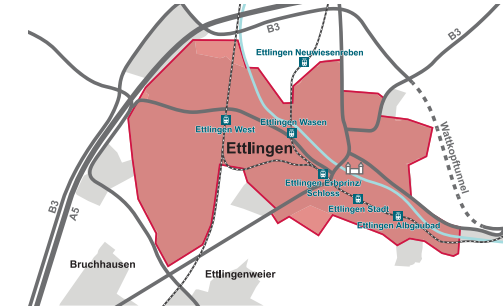 B3
B3
Ettlingen Neuwiesenreben
Ettlingen Wasen
Ettlingen West
Ettlingen
Wattkopftunnel
Ettlingen Erbprinz/
Schloss
Ettlingen Stadt
Ettlingen Albgaubad
B3
A5
Bruchhausen
Ettlingenweier